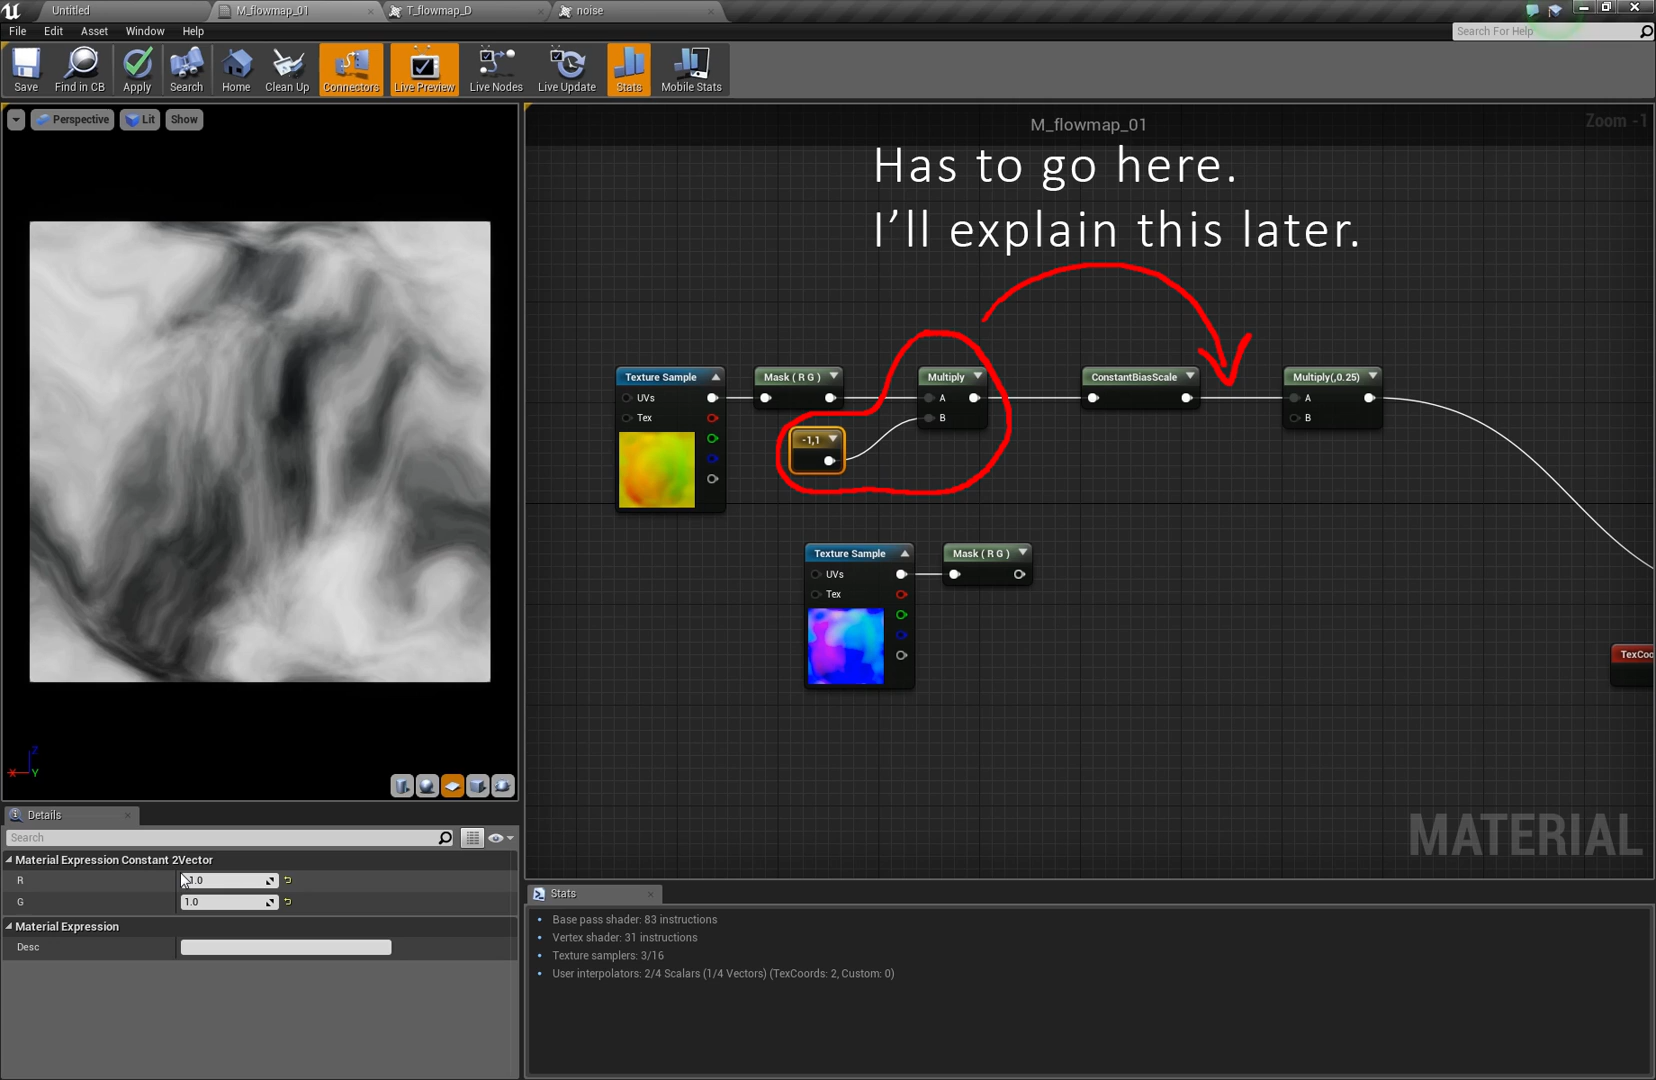 Untitled
M_flowmap_01
T_flowmap_D
noise
File Edit Asset Window Help
Search For Help
Save
Find in CB
Apply
Search
Home
Clean Up
Connectors
Live Preview
Live Nodes
Live Update
Stats
Mobile Stats
Perspective
Lit
Show
M_flowmap_01
Zoom -1
Has to go here.
I'll explain this later.
Texture Sample
UVs
Tex
Mask ( R G )
-1,1
Multiply
A
B
ConstantBiasScale
Multiply(,0.25)
A
B
Texture Sample
UVs
Tex
Mask ( R G )
TexCoo
MATERIAL
Z
X
Y
Details
Search
Material Expression Constant 2Vector
R
1.0
G
1.0
Material Expression
Desc
Stats
Base pass shader: 83 instructions
Vertex shader: 31 instructions
Texture samplers: 3/16
User interpolators: 2/4 Scalars (1/4 Vectors) (TexCoords: 2, Custom: 0)